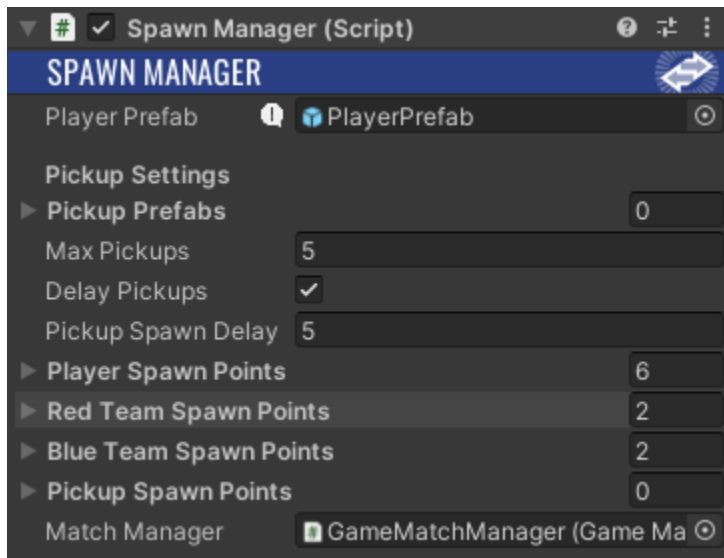 Spawn Manager (Script)
SPAWN MANAGER
Player Prefab PlayerPrefab
Pickup Settings
Pickup Prefabs 0
Max Pickups 5
Delay Pickups
Pickup Spawn Delay 5
Player Spawn Points 6
Red Team Spawn Points 2
Blue Team Spawn Points 2
Pickup Spawn Points 0
Match Manager GameMatchManager (Game Ma